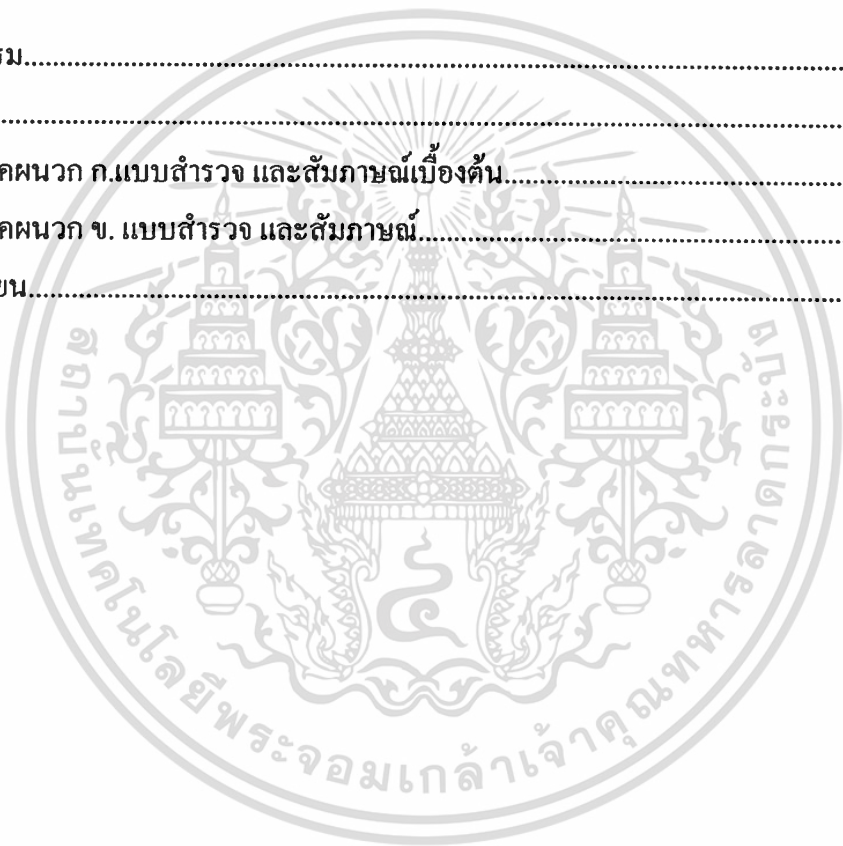 รม
คผนวก ก.แบบสำรวจ และสัมภาษณ์เบื้องต้น
คผนวก ข. แบบสำรวจ และสัมภาษณ์
ยน
สถาบันเทคโนโลยีพระจอมเกล้าเจ้าคุณทหารลาดกระบัง
๔